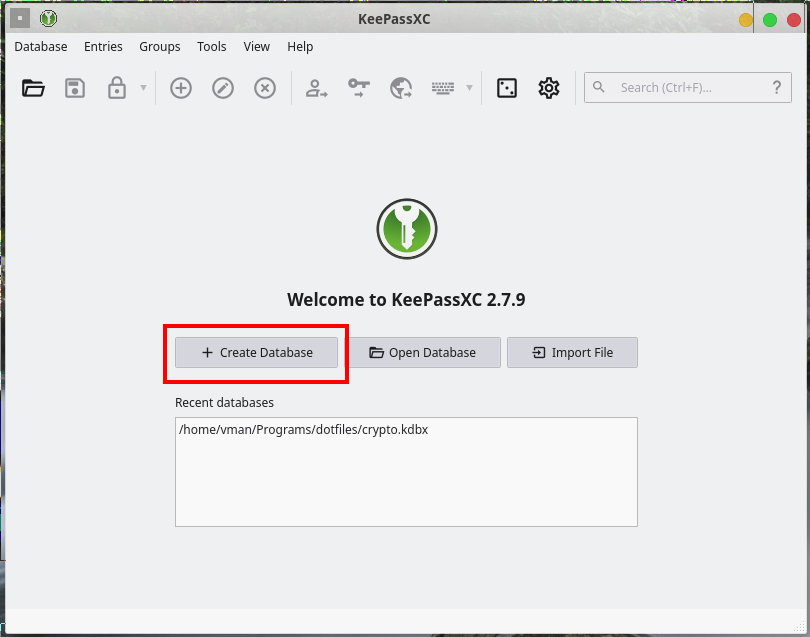 KeePassXC
Database Entries Groups Tools View Help
Search (Ctrl+F)... ?
Welcome to KeePassXC 2.7.9
+ Create Database Open Database Import File
Recent databases
/home/vman/Programs/dotfiles/crypto.kdbx